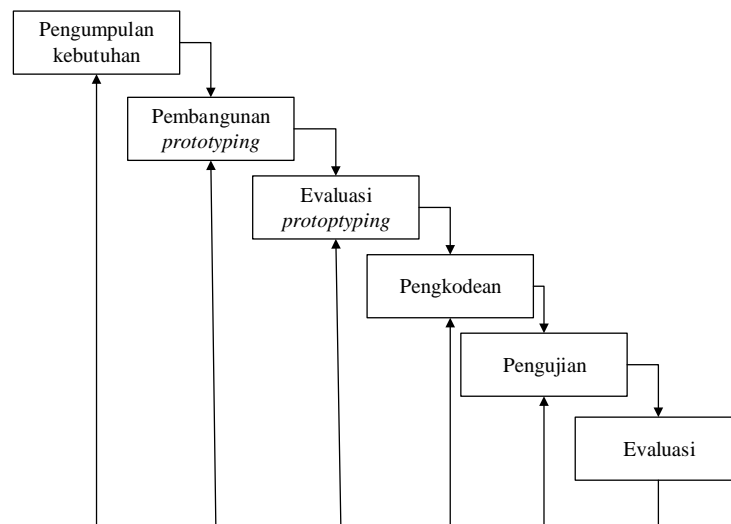 Pengumpulan
kebutuhan
Pembangunan
prototyping
Evaluasi
protoptyping
Pengkodean
Pengujian
Evaluasi